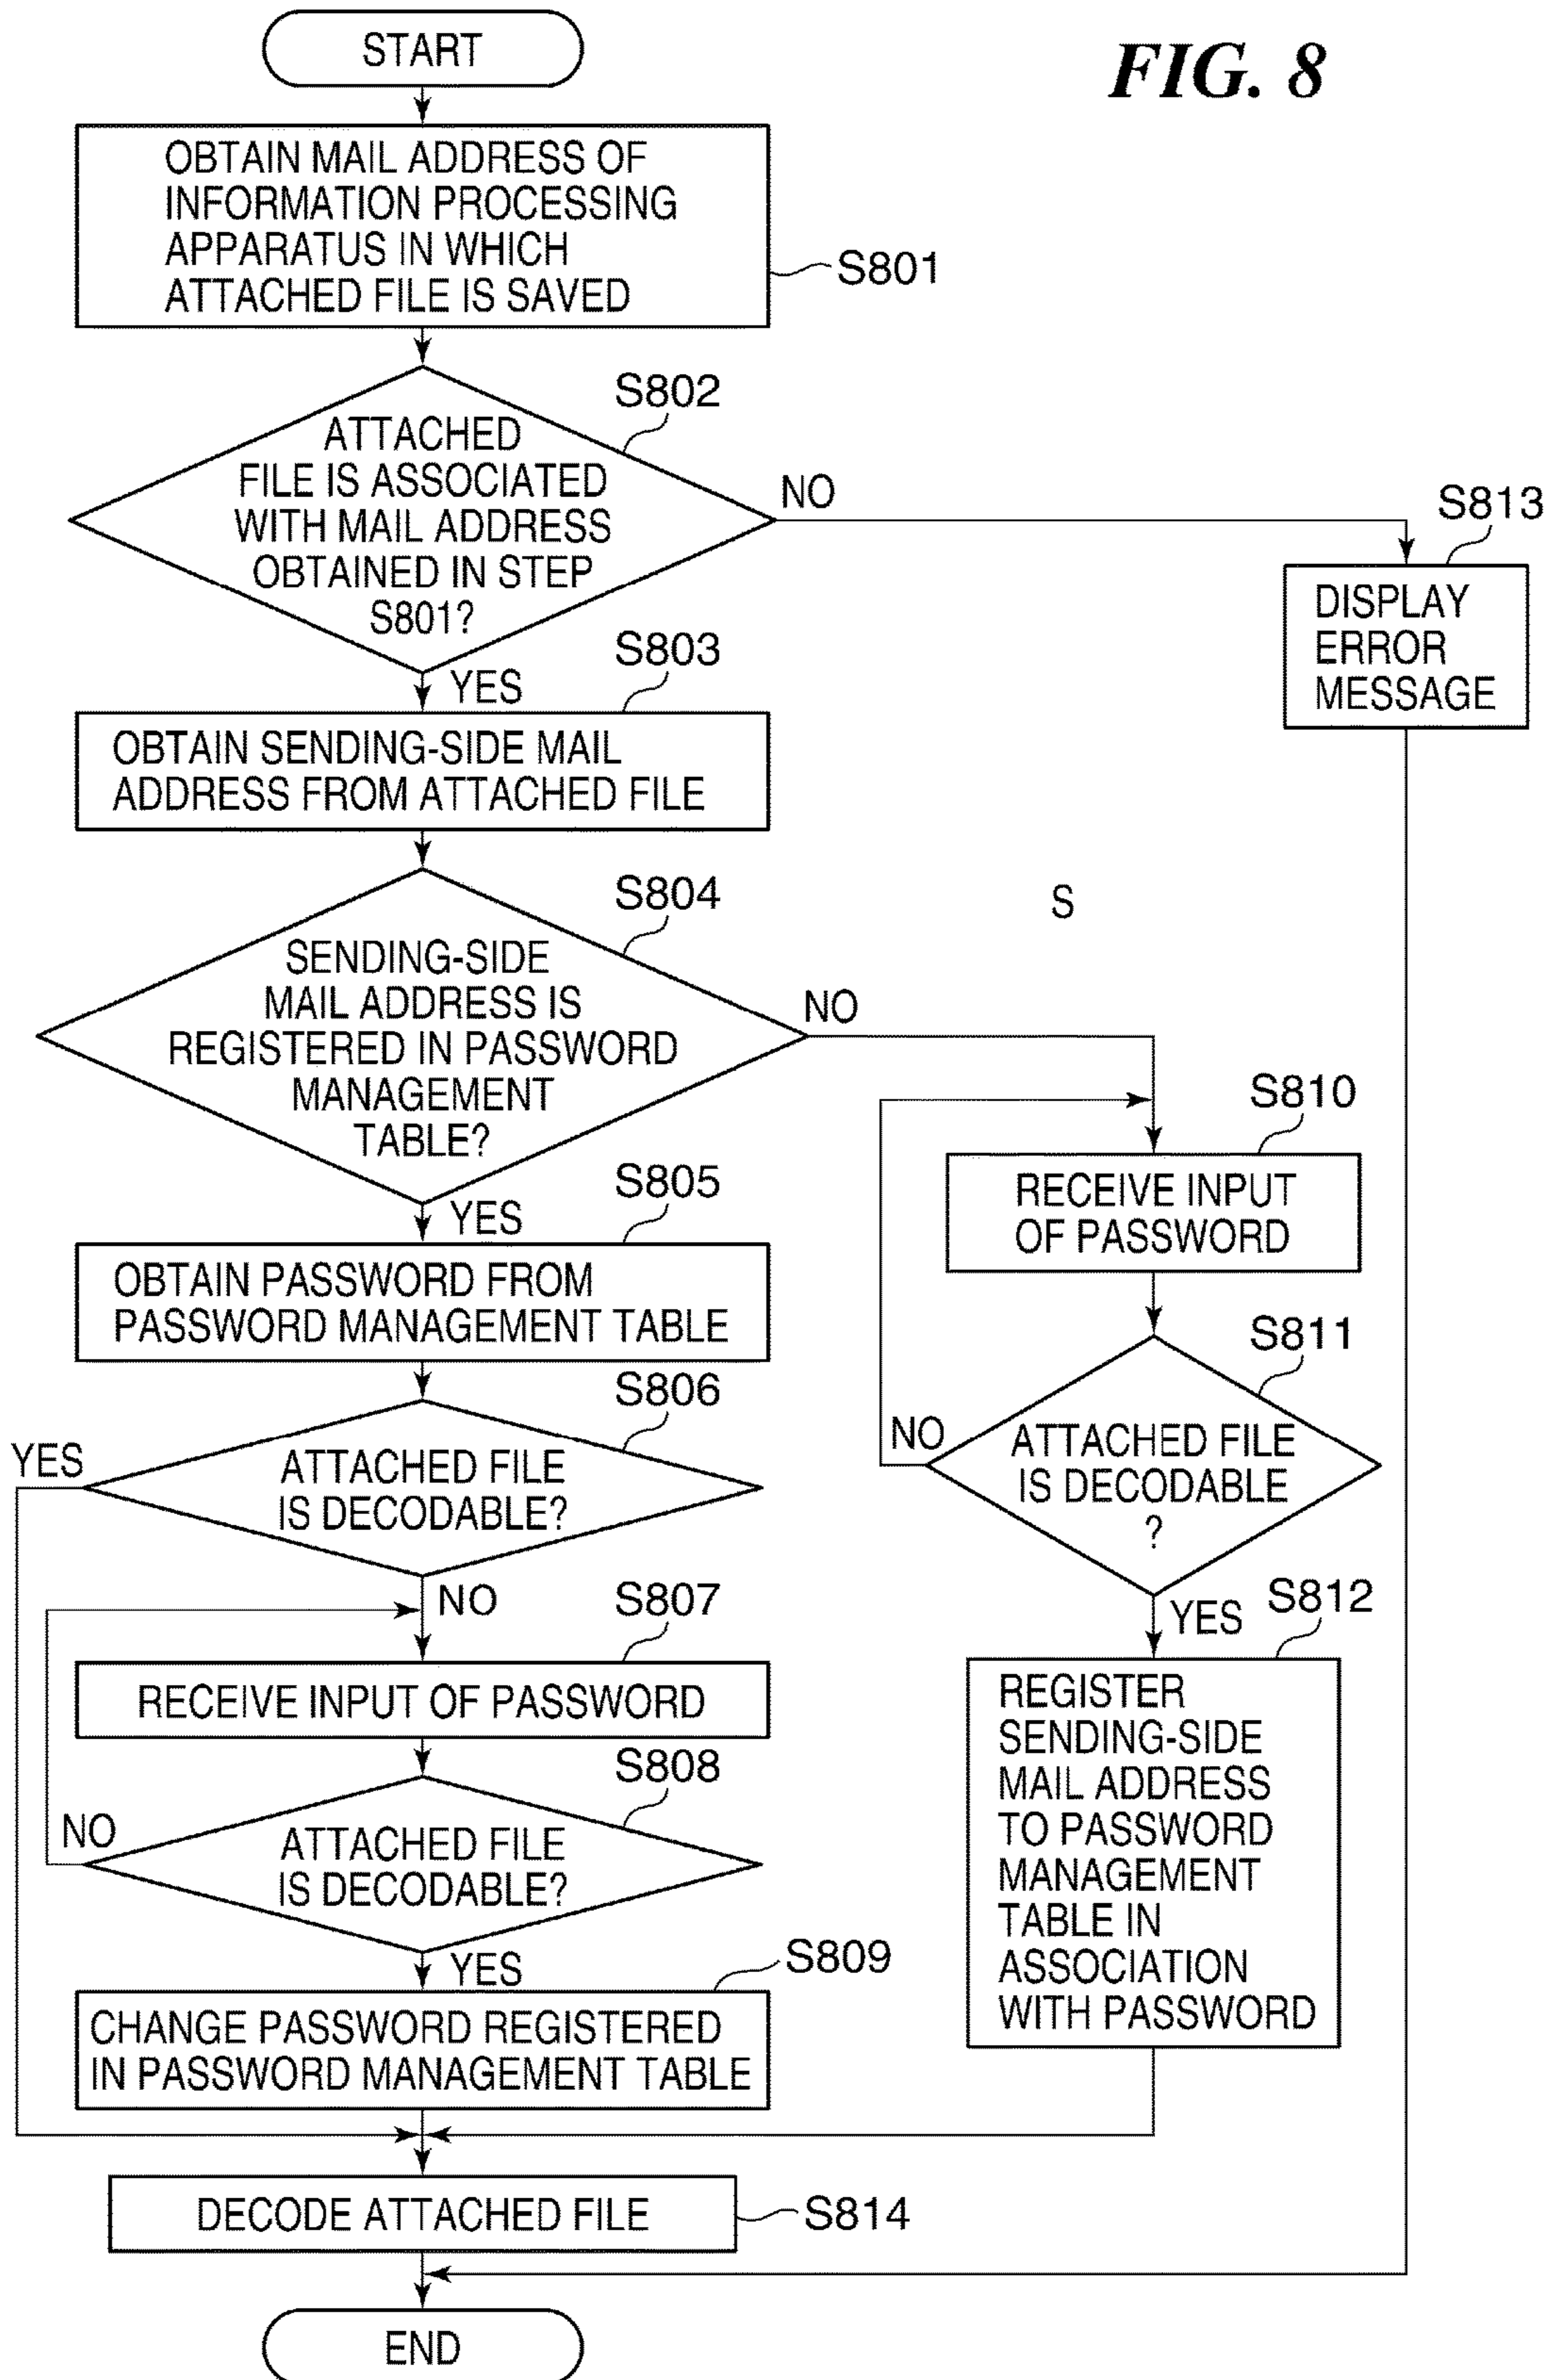 START
FIG. 8
OBTAIN MAIL ADDRESS OF
INFORMATION PROCESSING
APPARATUS IN WHICH
ATTACHED FILE IS SAVED
S801
S802
ATTACHED
FILE IS ASSOCIATED
WITH MAIL ADDRESS
OBTAINED IN STEP
S801?
NO
YES
S813
DISPLAY
ERROR
MESSAGE
S803
OBTAIN SENDING-SIDE MAIL
ADDRESS FROM ATTACHED FILE
S
S804
SENDING-SIDE
MAIL ADDRESS IS
REGISTERED IN PASSWORD
MANAGEMENT
TABLE?
NO
YES
S805
OBTAIN PASSWORD FROM
PASSWORD MANAGEMENT TABLE
S806
YES
ATTACHED FILE
IS DECODABLE?
NO
S807
RECEIVE INPUT OF PASSWORD
S808
NO
ATTACHED FILE
IS DECODABLE?
YES
S809
CHANGE PASSWORD REGISTERED
IN PASSWORD MANAGEMENT TABLE
S810
RECEIVE INPUT
OF PASSWORD
S811
NO
ATTACHED FILE
IS DECODABLE
?
YES
S812
REGISTER
SENDING-SIDE
MAIL ADDRESS
TO PASSWORD
MANAGEMENT
TABLE IN
ASSOCIATION
WITH PASSWORD
DECODE ATTACHED FILE
S814
END